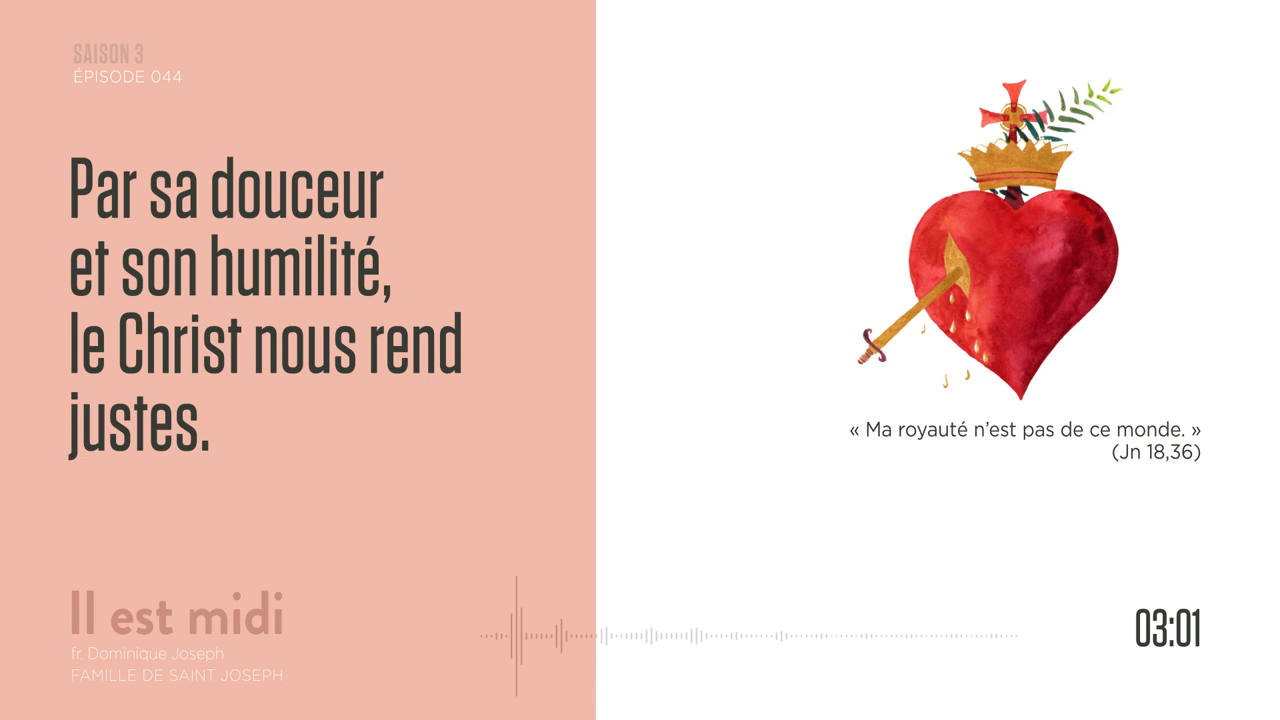 SAISON 3
ÉPISODE 044
Par sa douceur
et son humilité,
le Christ nous rend
justes.
« Ma royauté n’est pas de ce monde. »
(Jn 18,36)
Il est midi
fr. Dominique Joseph
FAMILLE DE SAINT JOSEPH
03:01